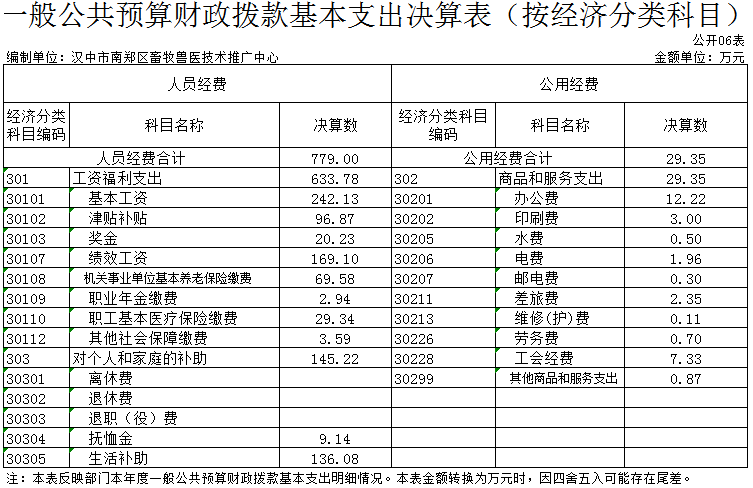 一般公共预算财政拨款基本支出决算表（按经济分类科目）
公开06表
编制单位：汉中市南郑区畜牧兽医技术推广中心 金额单位：万元
人员经费 公用经费
经济分类科目编码 科目名称 决算数 经济分类科目编码 科目名称 决算数
人员经费合计 779.00 公用经费合计 29.35
301 工资福利支出 633.78 302 商品和服务支出 29.35
30101 基本工资 242.13 30201 办公费 12.22
30102 津贴补贴 96.87 30202 印刷费 3.00
30103 奖金 20.23 30205 水费 0.50
30107 绩效工资 169.10 30206 电费 1.96
30108 机关事业单位基本养老保险缴费 69.58 30207 邮电费 0.30
30109 职业年金缴费 2.94 30211 差旅费 2.35
30110 职工基本医疗保险缴费 29.34 30213 维修(护)费 0.11
30112 其他社会保障缴费 3.59 30226 劳务费 0.70
303 对个人和家庭的补助 145.22 30228 工会经费 7.33
30301 离休费 30299 其他商品和服务支出 0.87
30302 退休费
30303 退职（役）费
30304 抚恤金 9.14
30305 生活补助 136.08
注：本表反映部门本年度一般公共预算财政拨款基本支出明细情况。本表金额转换为万元时，因四舍五入可能存在尾差。